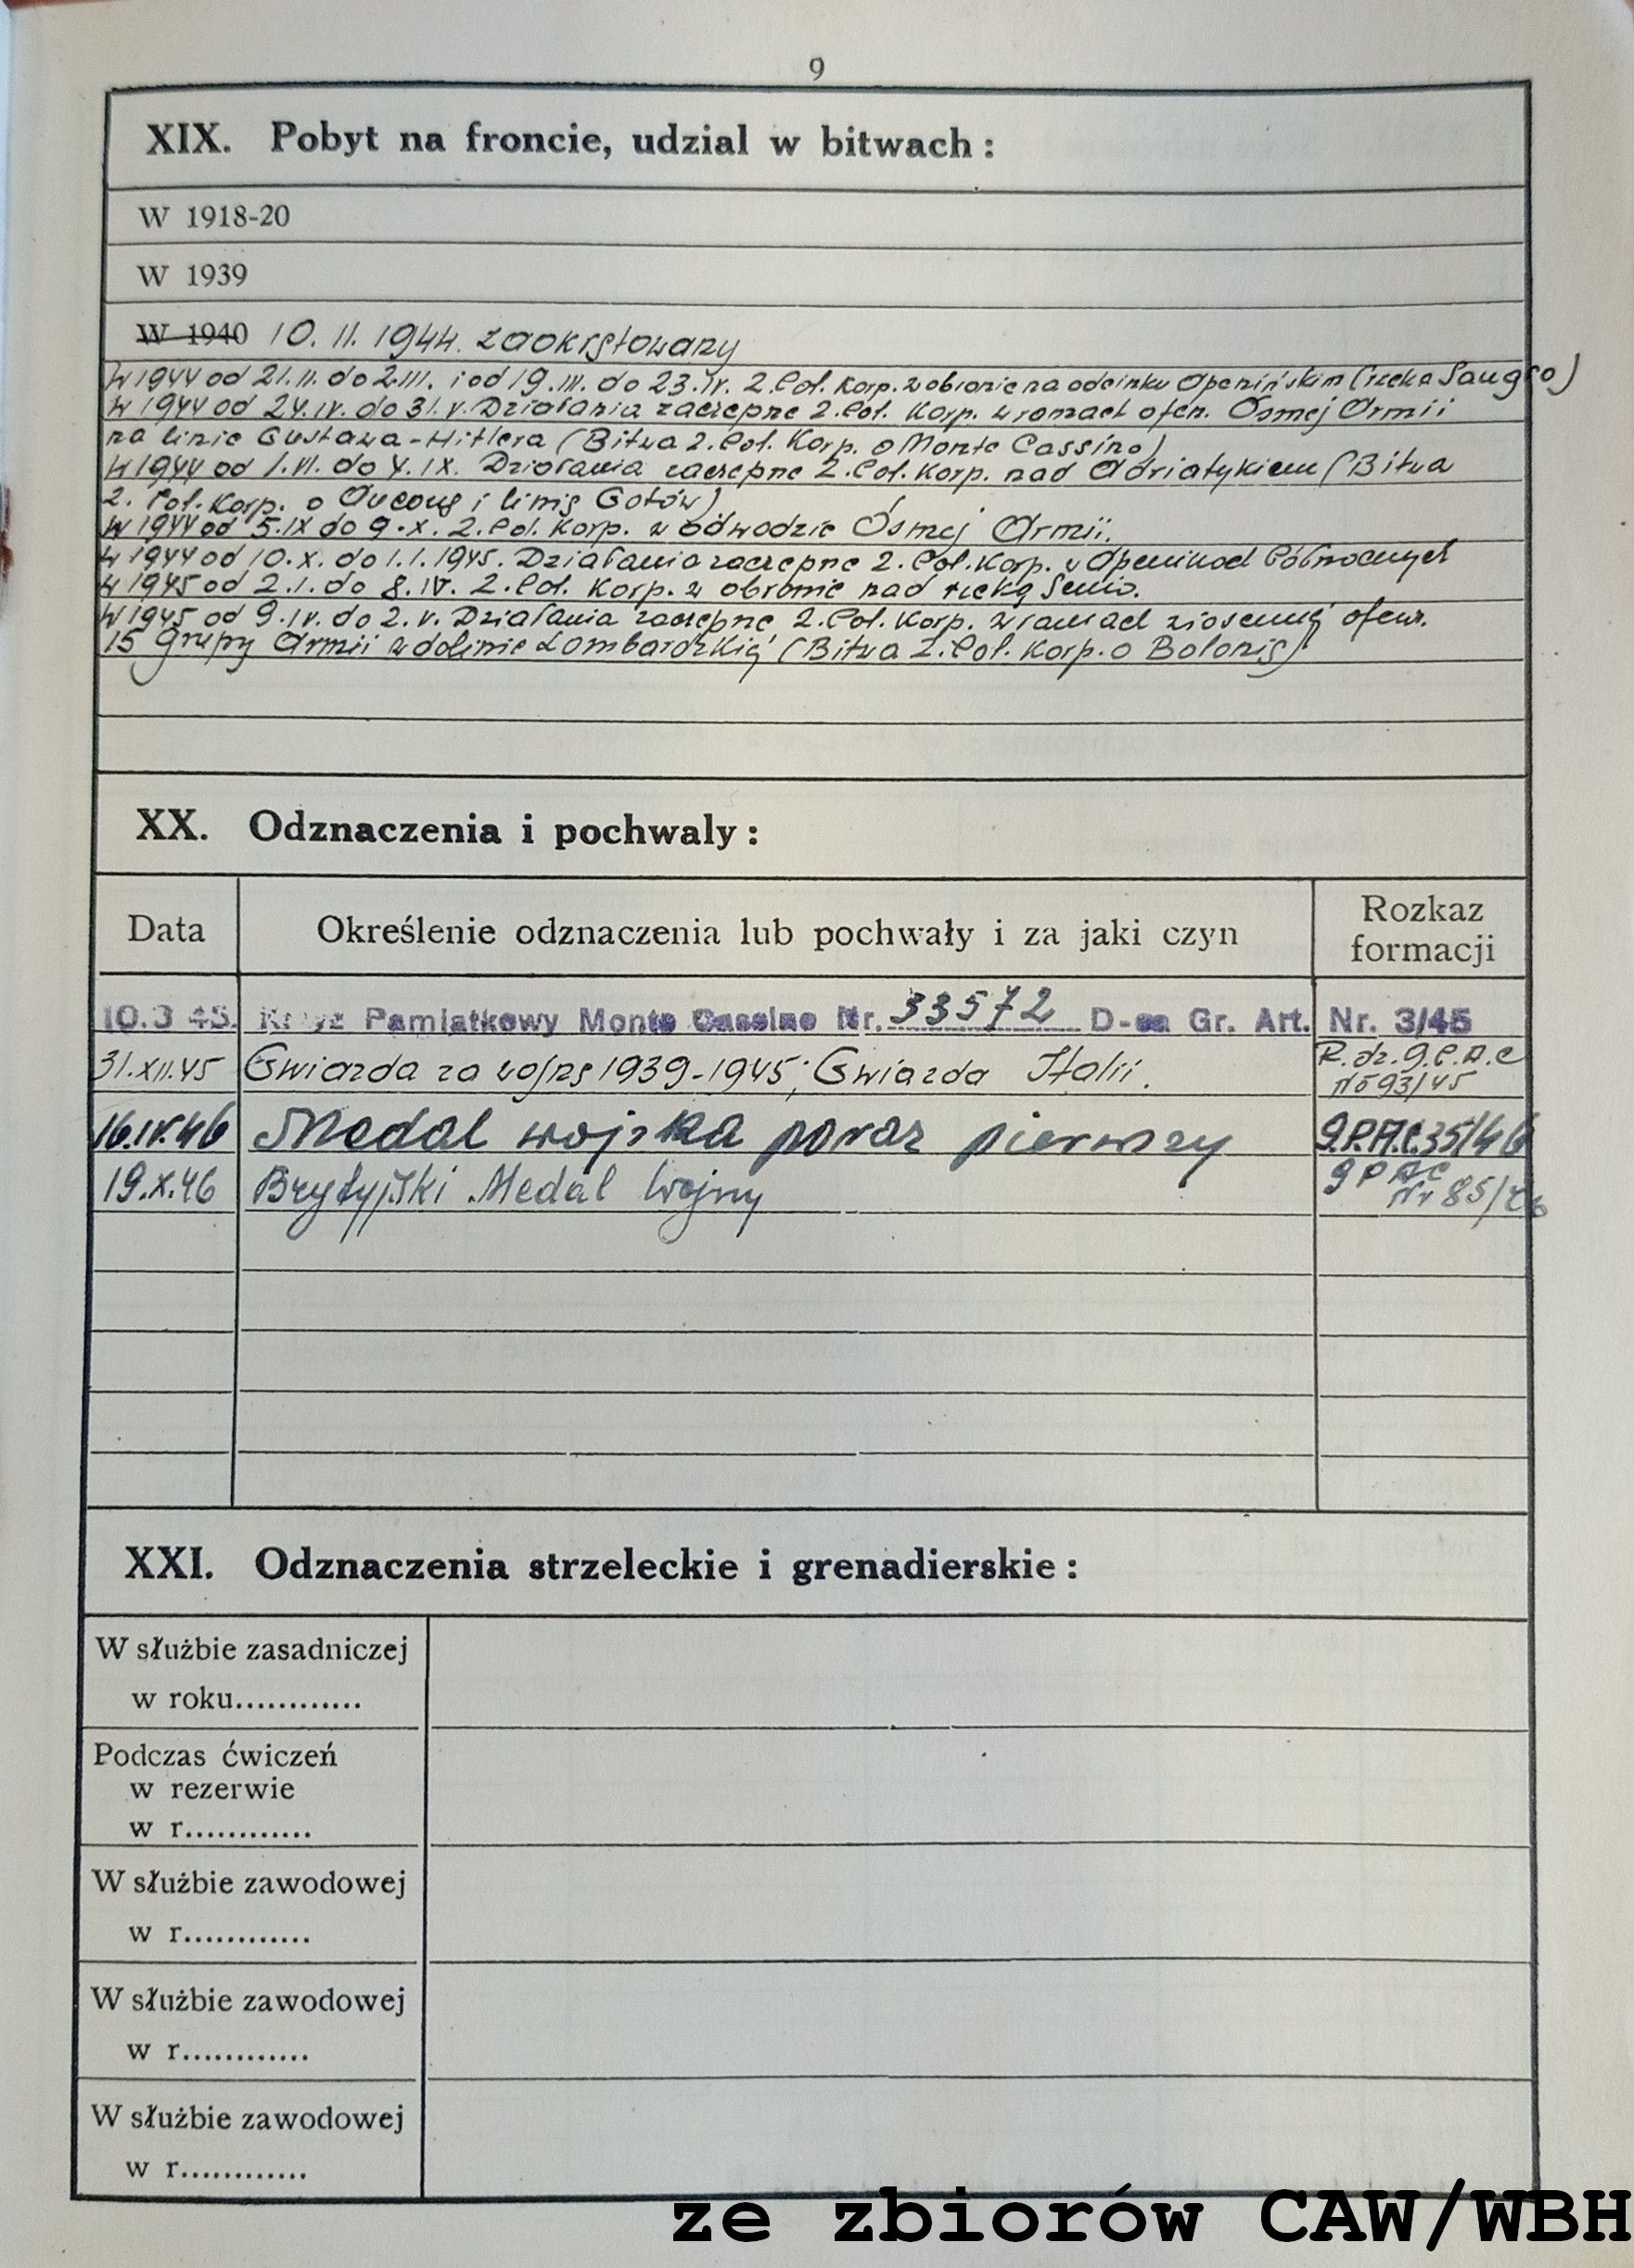 9
XIX. Pobyt na froncie, udzial w bitwach :
W 1918-20
W 1939
W 1940 10. II. 1944. zaokrętowany
W 1944 od 21. II. do 2. III. i od 19. III. do 23. IV. 2. Pol. Korp. w obronie na odcinku Apenińskim (rzeka Sangro)
W 1944 od 24. IV. do 31. V. Działania zaczepne 2. Pol. Korp. w ramach ofen. Ósmej Armii
na linię Gustawa-Hitlera (Bitwa 2. Pol. Korp. o Monte Cassino)
W 1944 od 1. VI. do 4. IX. Działania zaczepne 2. Pol. Korp. nad Adriatykiem (Bitwa
2. Pol. Korp. o Anconę i linię Gotów)
W 1944 od 5. IX do 9. X. 2. Pol. Korp. w odwodzie Ósmej Armii.
W 1944 od 10. X. do 1. I. 1945. Działania zaczepne 2. Pol. Korp. w Apeninach Północnych
W 1945 od 2. I. do 8. IV. 2. Pol. Korp. w obronie nad rzeką Senio.
W 1945 od 9. IV. do 2. V. Działania zaczepne 2. Pol. Korp. w ramach wiosennej ofens.
15 Grupy Armii w dolinie Lombardzkiej (Bitwa 2. Pol. Korp. o Bolonię)
XX. Odznaczenia i pochwaly :
Data Określenie odznaczenia lub pochwały i za jaki czyn Rozkaz formacji
10.3 45. Krzyż Pamiątkowy Monte Cassino Nr. 33572 D-wa Gr. Art. Nr. 3/45
31. XII. 45 Gwiazda za wojnę 1939-1945; Gwiazda Italii. R. dz. 9. P. A. C No 93/45
16. IV. 46 Medal wojska po raz pierwszy 9. P. A. C. 35/46
19. X. 46 Brytyjski Medal Wojny 9 P AC Nr 85/46
XXI. Odznaczenia strzeleckie i grenadierskie :
W służbie zasadniczej
w roku............
Podczas ćwiczeń
w rezerwie
w r............
W służbie zawodowej
w r............
W służbie zawodowej
w r............
W służbie zawodowej
w r............
ze zbiorów CAW/WBH